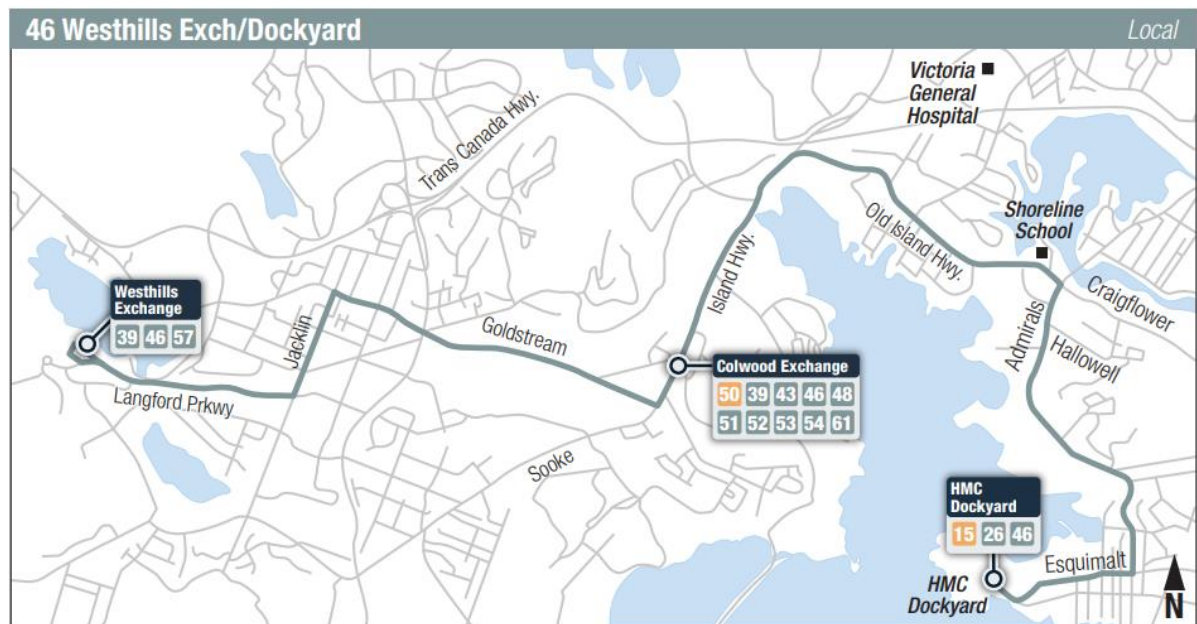 46 Westhills Exch/Dockyard
Local
Victoria
General
Hospital
Trans Canada Hwy.
Shoreline
School
Old Island Hwy.
Island Hwy.
Craigflower
Westhills
Exchange
39 46 57
Jacklin
Goldstream
Admirals
Hallowell
Langford Prkwy
Colwood Exchange
50 39 43 46 48
51 52 53 54 61
Sooke
HMC
Dockyard
15 26 46
Esquimalt
HMC
Dockyard
N